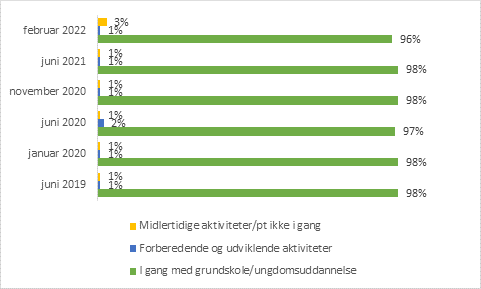 februar 2022
3%
1%
96%
juni 2021
1%
1%
98%
november 2020
1%
1%
98%
juni 2020
1%
2%
97%
januar 2020
1%
1%
98%
juni 2019
1%
1%
98%
Midlertidige aktiviteter/pt ikke i gang
Forberedende og udviklende aktiviteter
I gang med grundskole/ungdomsuddannelse